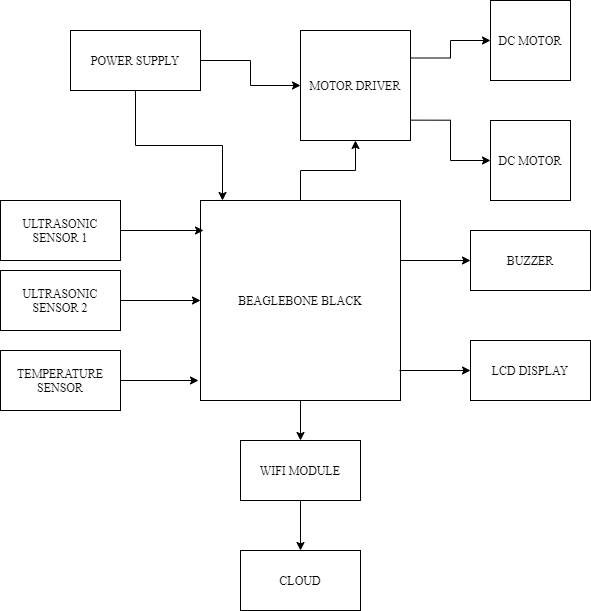 DC MOTOR
POWER SUPPLY
MOTOR DRIVER
DC MOTOR
ULTRASONIC
SENSOR 1
BUZZER
ULTRASONIC
SENSOR 2
BEAGLEBONE BLACK
TEMPERATURE
SENSOR
LCD DISPLAY
WIFI MODULE
CLOUD